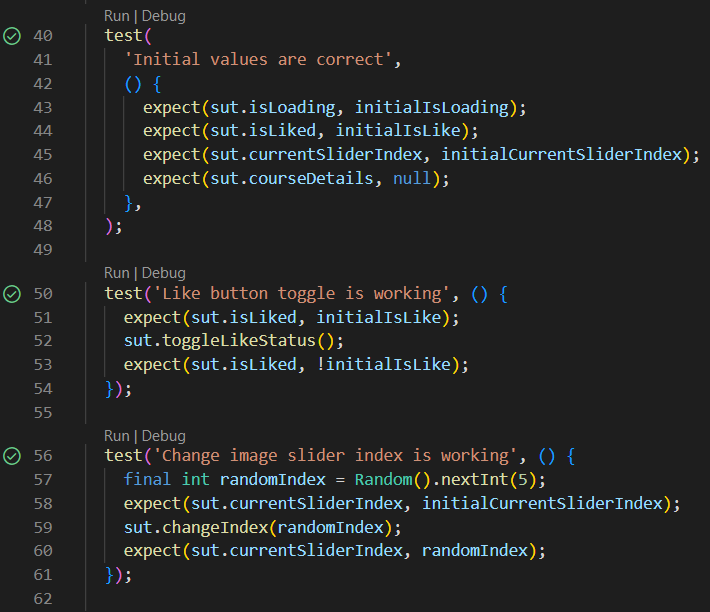 Run | Debug
40 test(
41 'Initial values are correct',
42 () {
43 expect(sut.isLoading, initialIsLoading);
44 expect(sut.isLiked, initialIsLike);
45 expect(sut.currentSliderIndex, initialCurrentSliderIndex);
46 expect(sut.courseDetails, null);
47 },
48 );
49
Run | Debug
50 test('Like button toggle is working', () {
51 expect(sut.isLiked, initialIsLike);
52 sut.toggleLikeStatus();
53 expect(sut.isLiked, !initialIsLike);
54 });
55
Run | Debug
56 test('Change image slider index is working', () {
57 final int randomIndex = Random().nextInt(5);
58 expect(sut.currentSliderIndex, initialCurrentSliderIndex);
59 sut.changeIndex(randomIndex);
60 expect(sut.currentSliderIndex, randomIndex);
61 });
62